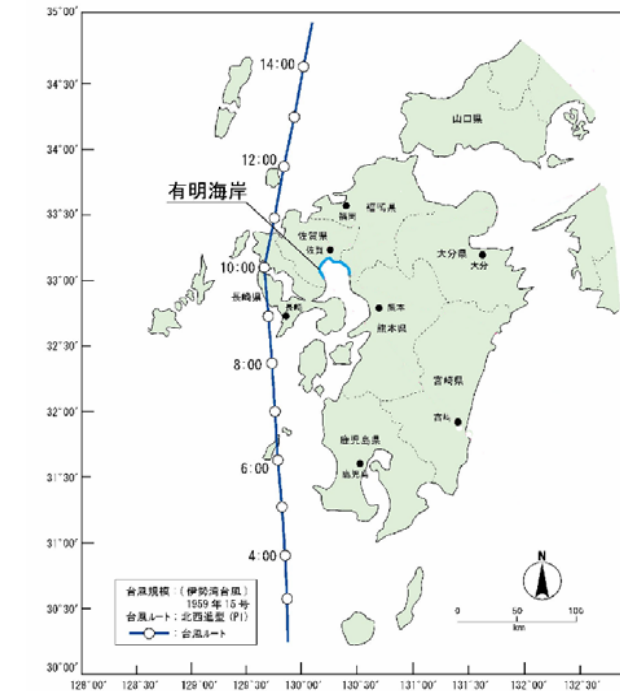 35°00′
34°30′
34°00′
33°30′
33°00′
32°30′
32°00′
31°30′
31°00′
30°30′
30°00′
14:00
12:00
10:00
8:00
6:00
4:00
有明海岸
山口県
福岡県
福岡
佐賀県
佐賀
大分県
大分
長崎県
長崎
熊本
熊本県
宮崎県
宮崎
鹿児島県
鹿児島
台風規模：(伊勢湾台風)
1959年15号
台風ルート：北西進型(P1)
：台風ルート
N
0 50 100
km
128°00′ 128°30′ 129°00′ 129°30′ 130°00′ 130°30′ 131°00′ 131°30′ 132°00′ 132°30′